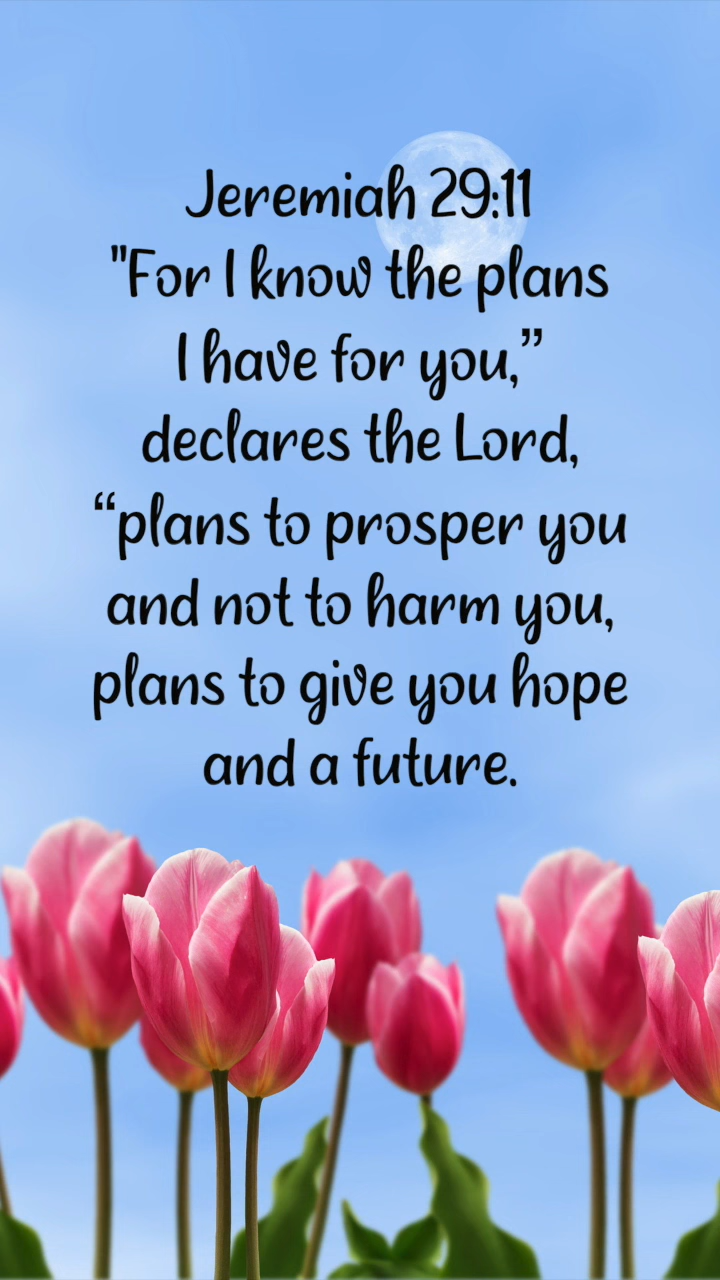 Jeremiah 29:11
"For I know the plans
I have for you,”
declares the Lord,
“plans to prosper you
and not to harm you,
plans to give you hope
and a future.